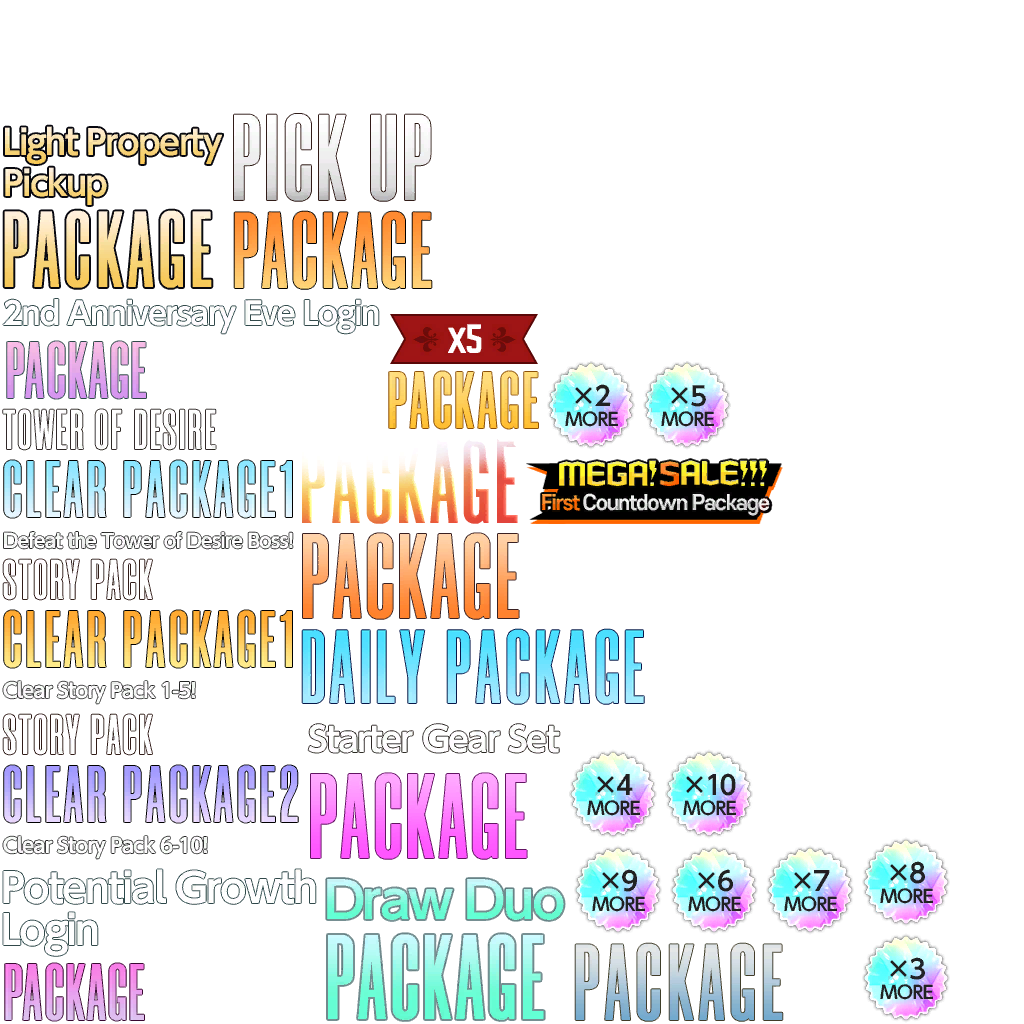 Light Property
Pickup
PACKAGE
PICK UP
PACKAGE
2nd Anniversary Eve Login
PACKAGE
x5
PACKAGE
×2
MORE
×5
MORE
TOWER OF DESIRE
CLEAR PACKAGE1
Defeat the Tower of Desire Boss!
PACKAGE
MEGA!SALE!!!
First Countdown Package
STORY PACK
CLEAR PACKAGE1
Clear Story Pack 1-5!
PACKAGE
DAILY PACKAGE
STORY PACK
CLEAR PACKAGE2
Clear Story Pack 6-10!
Starter Gear Set
PACKAGE
×4
MORE
×10
MORE
Potential Growth
Login
PACKAGE
Draw Duo
PACKAGE
×9
MORE
×6
MORE
×7
MORE
×8
MORE
PACKAGE
×3
MORE